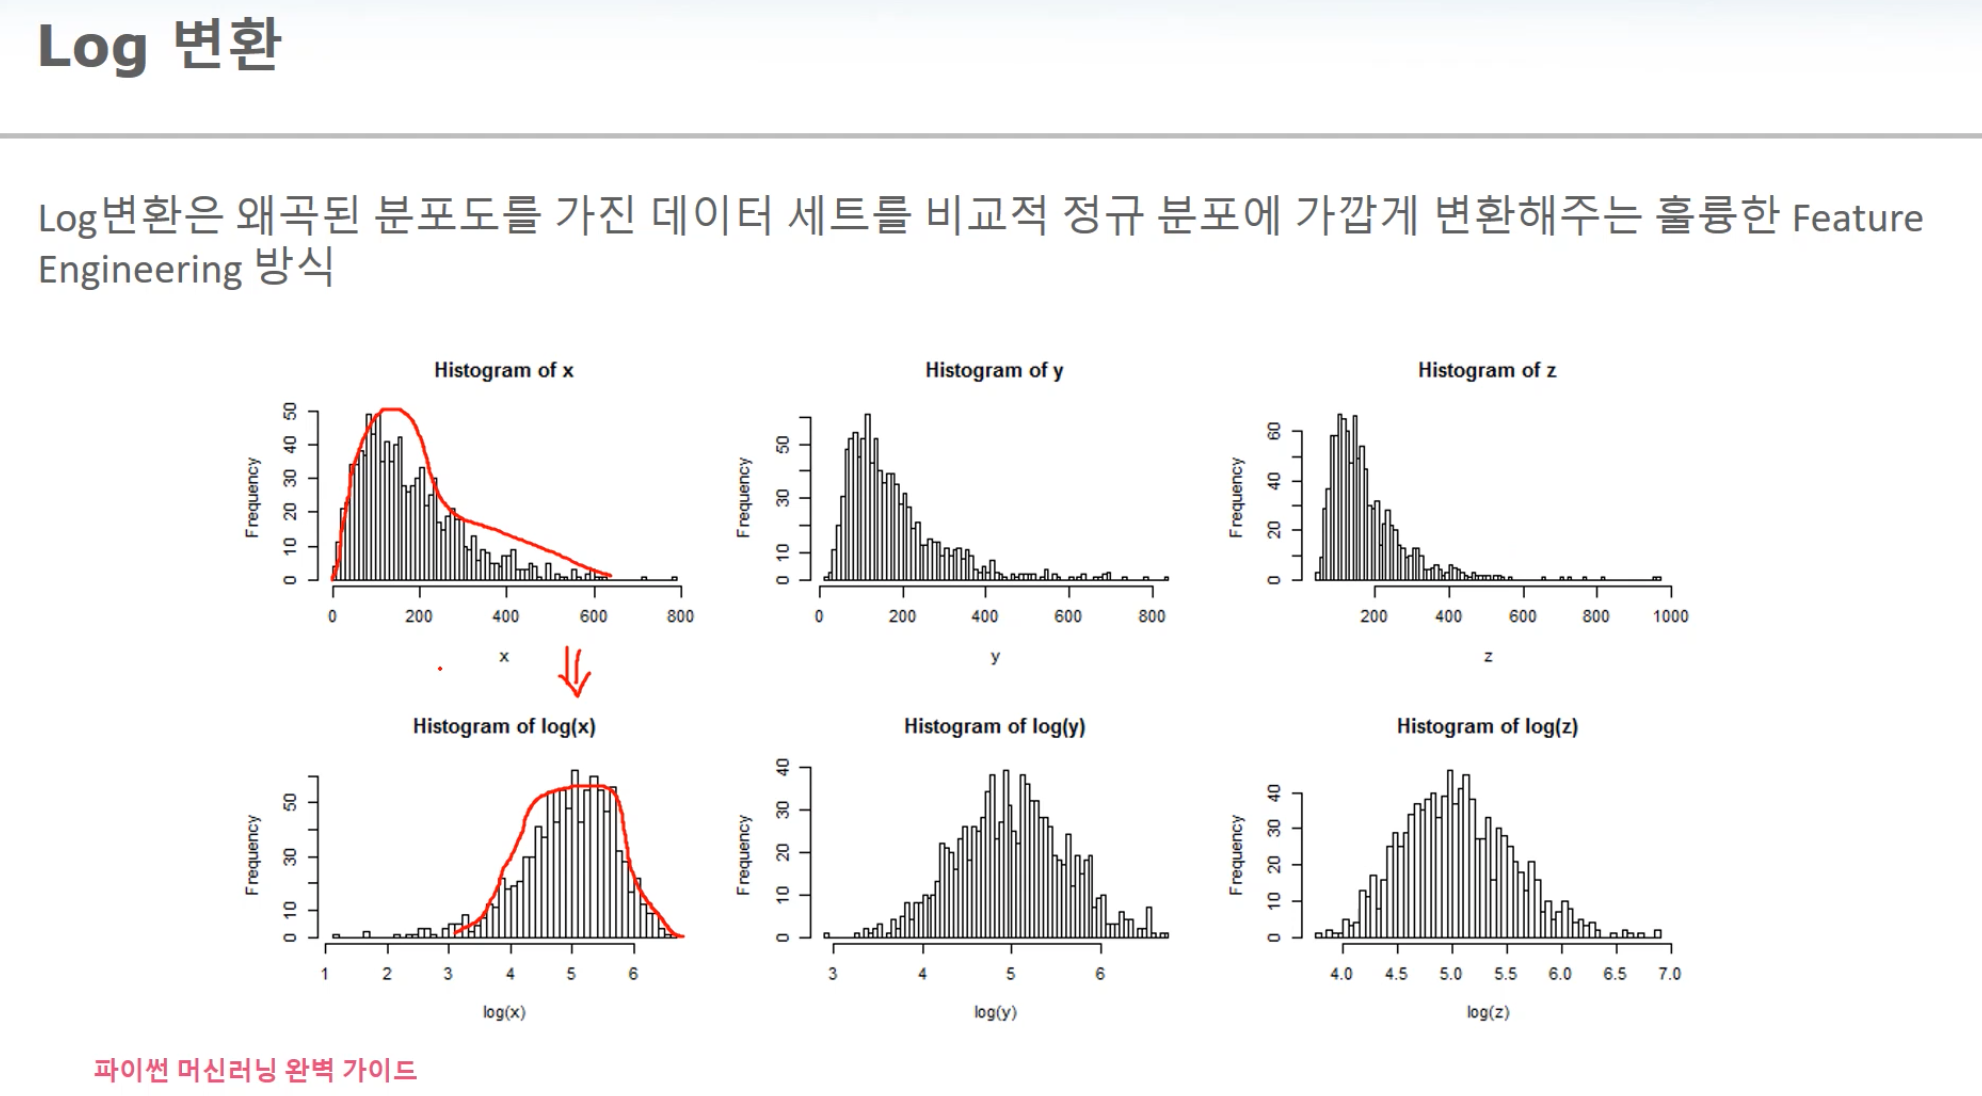 Log 변환
Log변환은 왜곡된 분포도를 가진 데이터 세트를 비교적 정규 분포에 가깝게 변환해주는 훌륭한 Feature
Engineering 방식
Histogram of x
Frequency
0 10 20 30 40 50
0 200 400 600 800
x
Histogram of y
Frequency
0 10 30 50
0 200 400 600 800
y
Histogram of z
Frequency
0 20 40 60
200 400 600 800 1000
z
Histogram of log(x)
Frequency
0 10 30 50
1 2 3 4 5 6
log(x)
Histogram of log(y)
Frequency
0 10 20 30 40
3 4 5 6
log(y)
Histogram of log(z)
Frequency
0 10 20 30 40
4.0 4.5 5.0 5.5 6.0 6.5 7.0
log(z)
파이썬 머신러닝 완벽 가이드